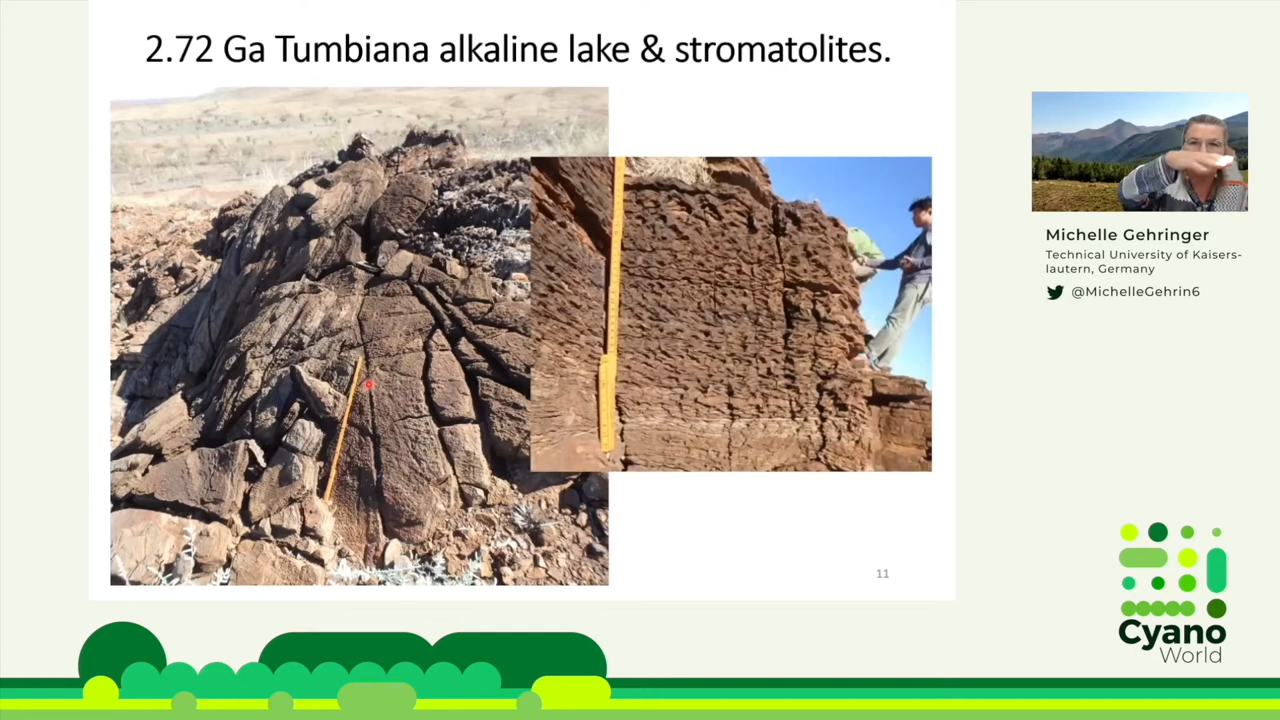 2.72 Ga Tumbiana alkaline lake & stromatolites.
11
Michelle Gehringer
Technical University of Kaisers-
lautern, Germany
@MichelleGehrin6
Cyano
World